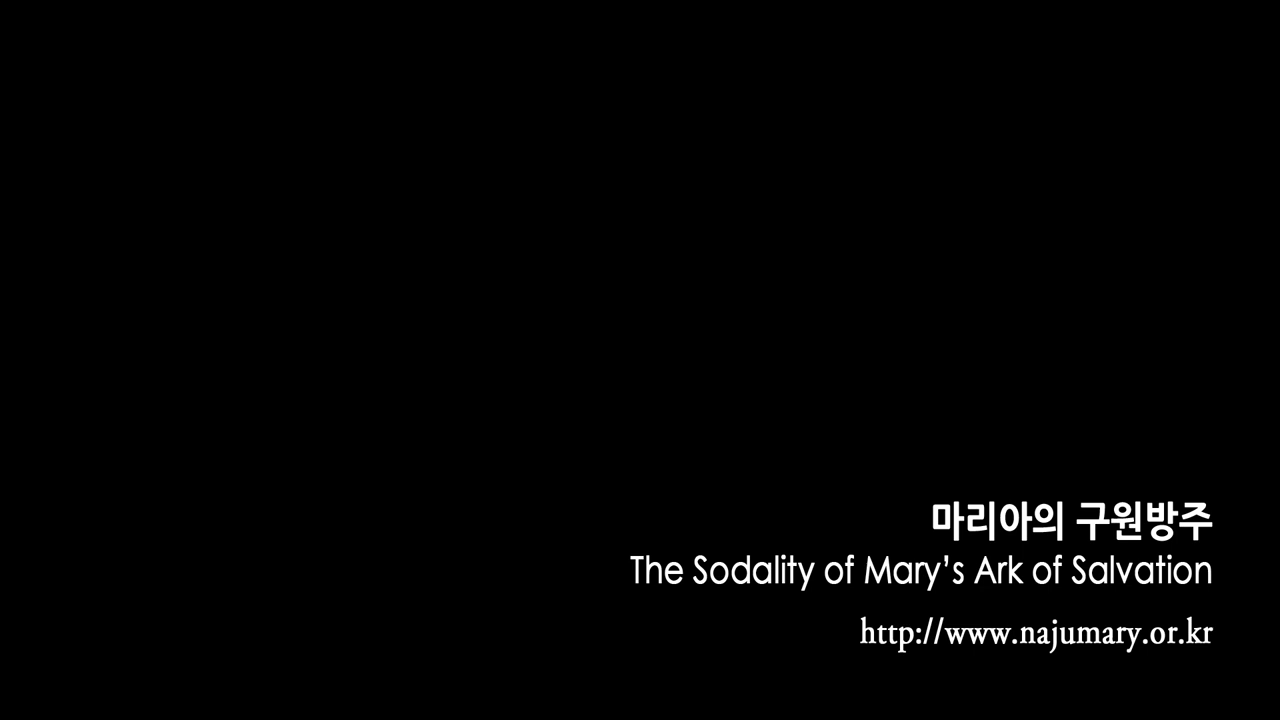 마리아의 구원방주
The Sodality of Mary’s Ark of Salvation
http://www.najumary.or.kr